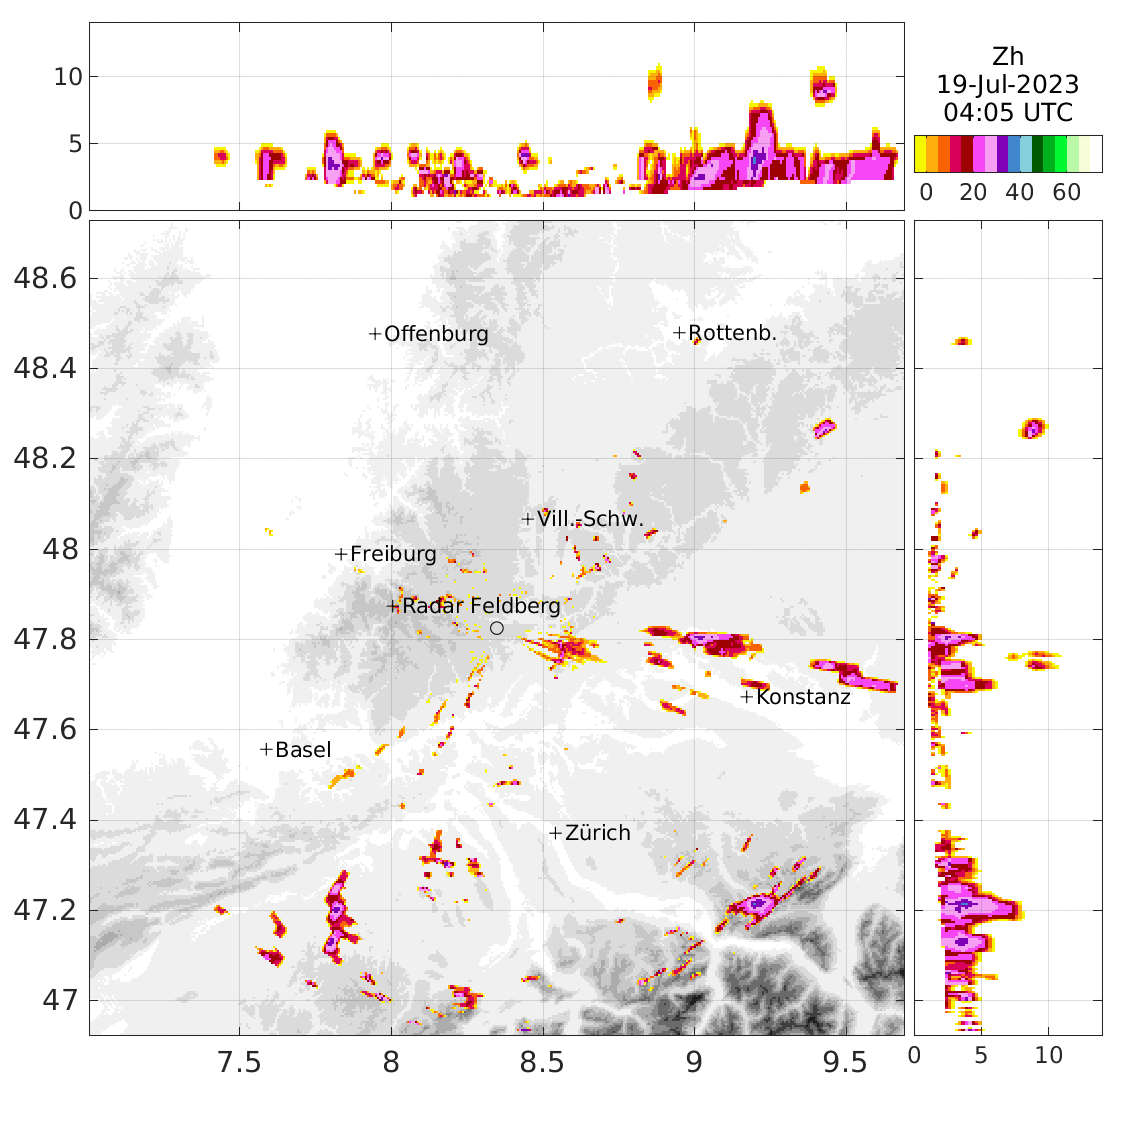 10
5
0
Zh
19-Jul-2023
04:05 UTC
0 20 40 60
48.6
48.4
48.2
48
47.8
47.6
47.4
47.2
47
+Offenburg
+Rottenb.
+Vill.-Schw.
+Freiburg
+Radar Feldberg
+Konstanz
+Basel
+Zürich
7.5 8 8.5 9 9.5
0 5 10